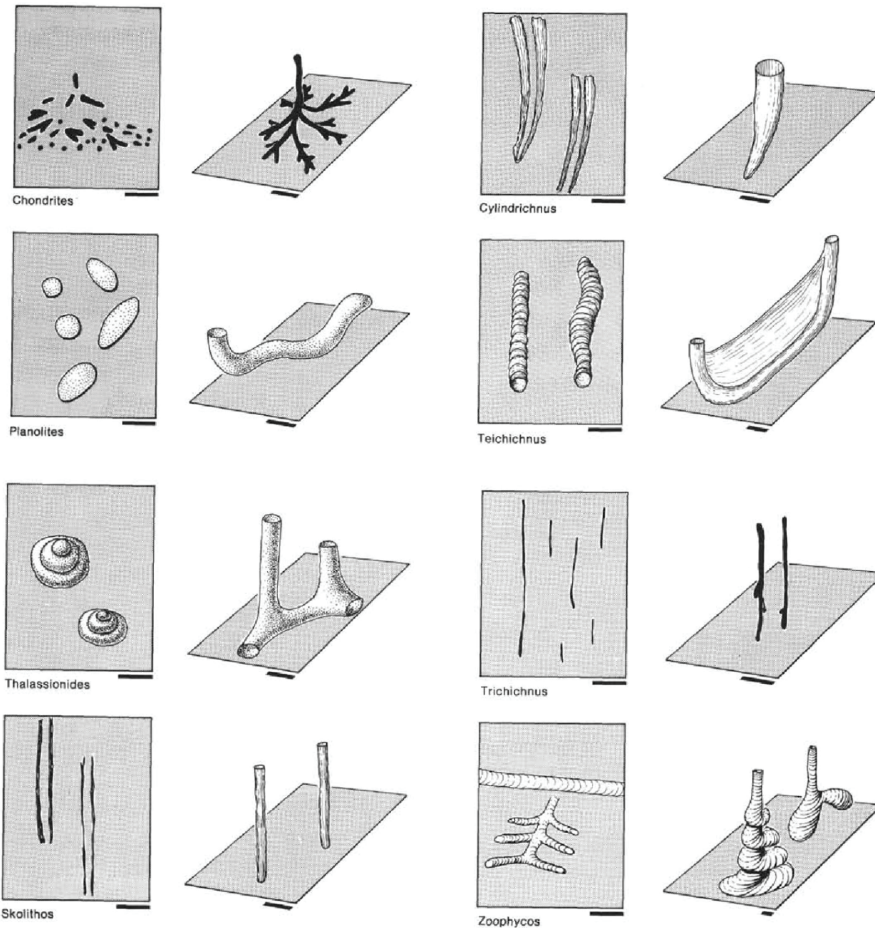 Chondrites
Cylindrichnus
Planolites
Teichichnus
Thalassionides
Trichichnus
Skolithos
Zoophycos